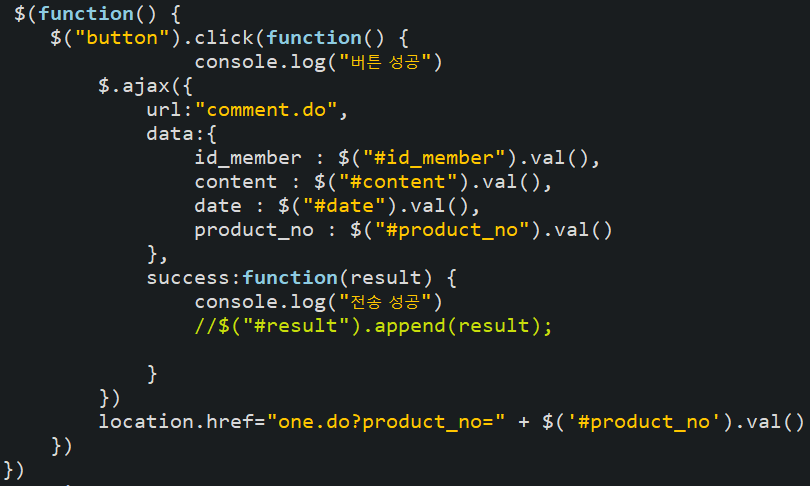 $(function() {
$("button").click(function() {
console.log("버튼 성공")
$.ajax({
url:"comment.do",
data:{
id_member : $("#id_member").val(),
content : $("#content").val(),
date : $("#date").val(),
product_no : $("#product_no").val()
},
success:function(result) {
console.log("전송 성공")
//$("#result").append(result);
}
})
location.href="one.do?product_no=" + $('#product_no').val()
})
})